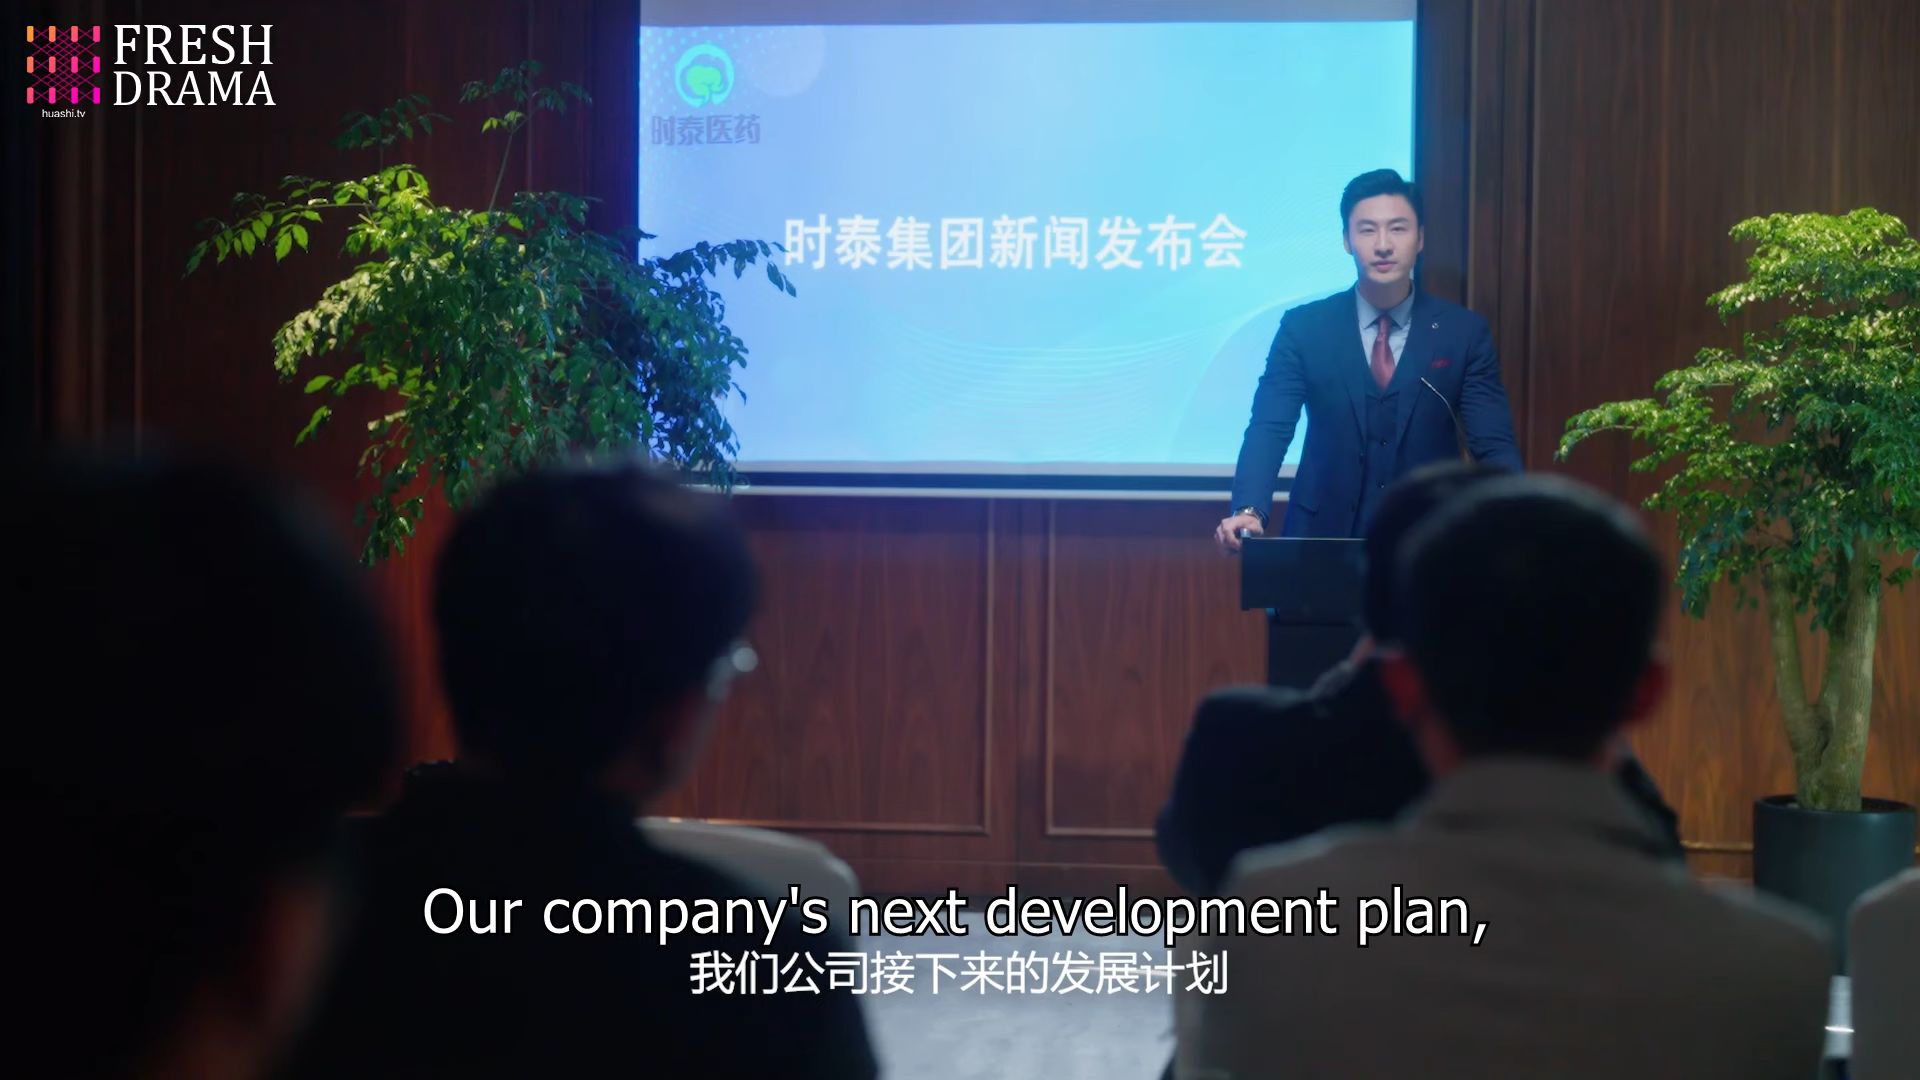 FRESH
DRAMA
huashi.tv
时泰医药
时泰集团新闻发布会
Our company's next development plan,
我们公司接下来的发展计划